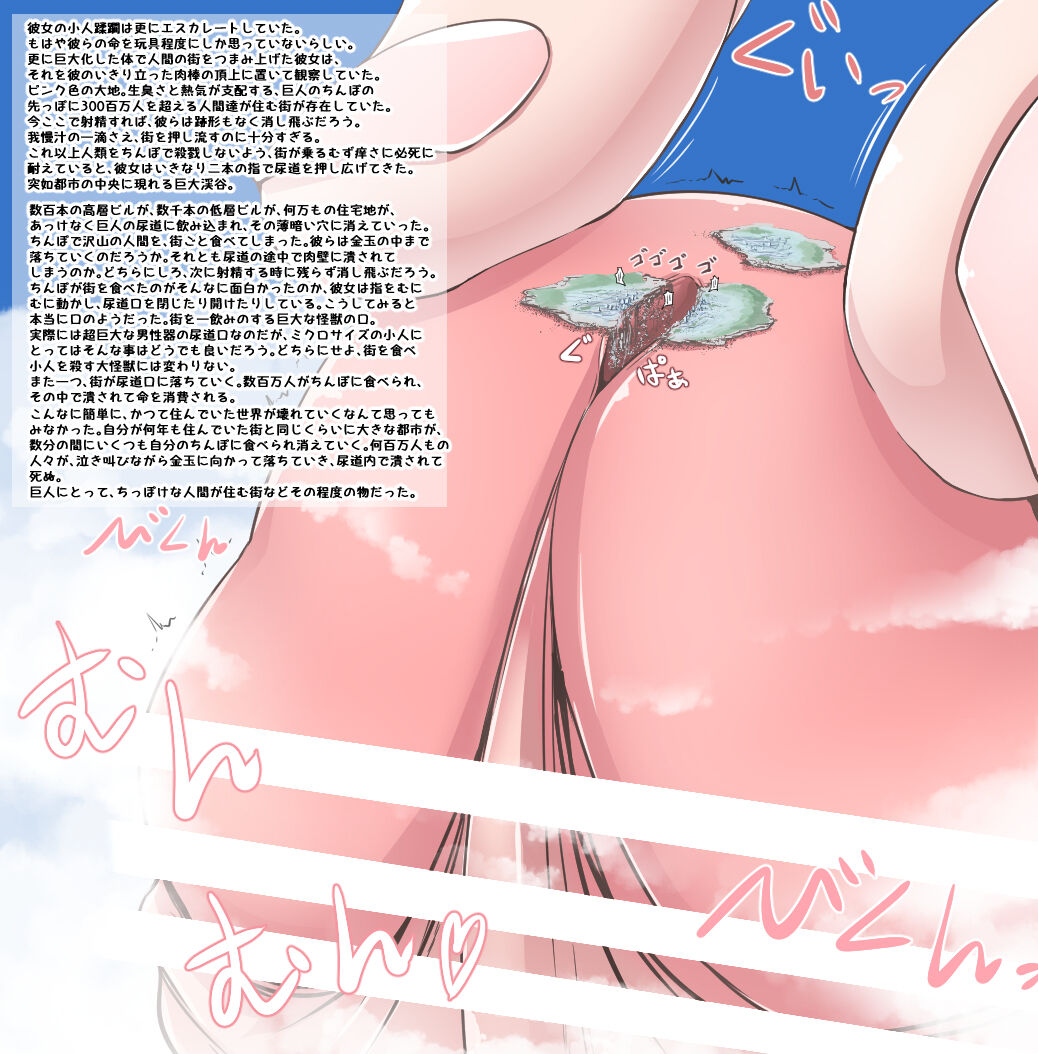 彼女の小人蹂躙は更にエスカレートしていた。
もはや彼らの命を玩具程度にしか思っていないらしい。
更に巨大化した体で人間の街をつまみ上げた彼女は、
それを彼のいきり立った肉棒の頂上に置いて観察していた。
ピンク色の大地。生臭さと熱気が支配する、巨人のちんぽの
先っぽに300百万人を超える人間達が住む街が存在していた。
今ここで射精すれば、彼らは跡形もなく消し飛ぶだろう。
我慢汁の一滴さえ、街を押し流すのに十分すぎる。
これ以上人類をちんぽで殺戮しないよう、街が乗るむず痒さに必死に
耐えていると、彼女はいきなり二本の指で尿道を押し広げてきた。
突如都市の中央に現れる巨大渓谷。
数百本の高層ビルが、数千本の低層ビルが、何万もの住宅地が、
あっけなく巨人の尿道に飲み込まれ、その薄暗い穴に消えていった。
ちんぽで沢山の人間を、街ごと食べてしまった。彼らは金玉の中まで
落ちていくのだろうか。それとも尿道の途中で肉壁に潰されて
しまうのか。どちらにしろ、次に射精する時に残らず消し飛ぶだろう。
ちんぽが街を食べたのがそんなに面白かったのか、彼女は指をむに
むに動かし、尿道口を閉じたり開けたりしている。こうしてみると
本当に口のようだった。街を一飲みのする巨大な怪獣の口。
実際には超巨大な男性器の尿道口なのだが、ミクロサイズの小人に
とってはそんな事はどうでも良いだろう。どちらにせよ、街を食べ
小人を殺す大怪獣には変わりない。
また一つ、街が尿道口に落ちていく。数百万人がちんぽに食べられ、
その中で潰されて命を消費される。
こんなに簡単に、かつて住んでいた世界が壊れていくなんて思っても
みなかった。自分が何年も住んでいた街と同じくらいに大きな都市が、
数分の間にいくつも自分のちんぽに食べられ消えていく。何百万人もの
人々が、泣き叫びながら金玉に向かって落ちていき、尿道内で潰されて
死ぬ。
巨人にとって、ちっぽけな人間が住む街などその程度の物だった。
ぐいっ
ゴゴゴゴ
ぐ
ぱぁ
びくん
むん
むん♡
びくんっ